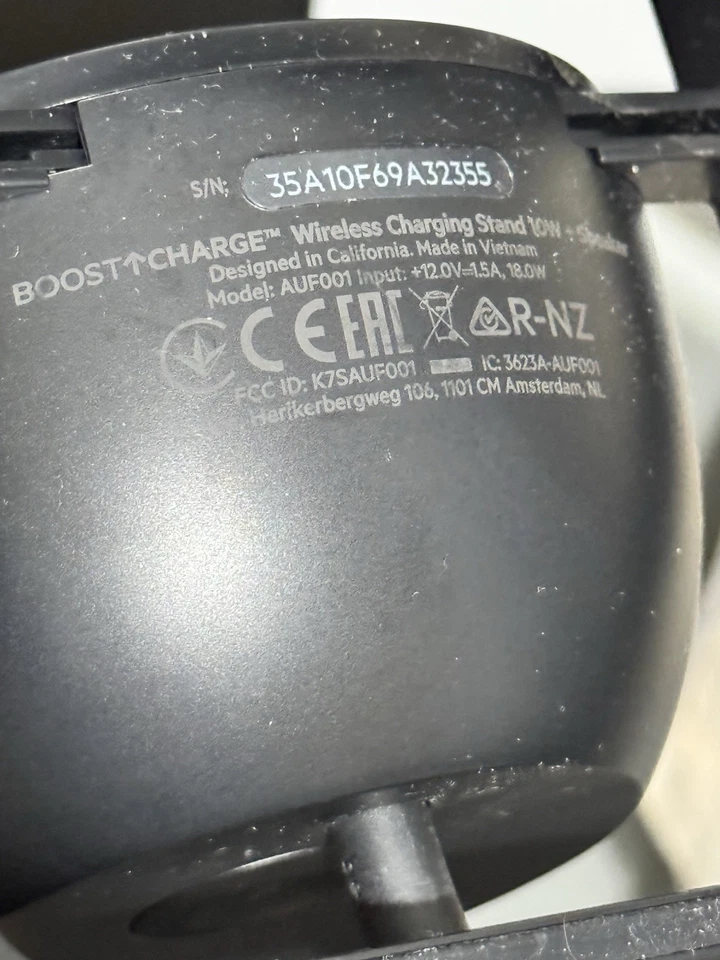 S/N: 35A10F69A32355
BOOST↑CHARGE™ Wireless Charging Stand 10W + Speaker
Designed in California. Made in Vietnam
Model: AUF001 Input: +12.0V⎓1.5A, 18.0W
CE EAC R-NZ
FCC ID: K7SAUF001 IC: 3623A-AUF001
Herikerbergweg 106, 1101 CM Amsterdam, NL